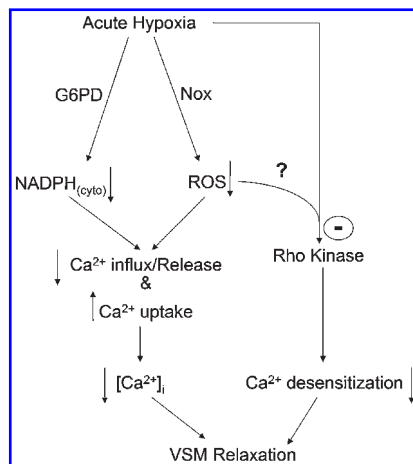 Acute Hypoxia
G6PD
Nox
NADPH(cyto)
ROS
?
-
Ca²⁺ influx/Release
&
Ca²⁺ uptake
Rho Kinase
[Ca²⁺]i
Ca²⁺ desensitization
VSM Relaxation